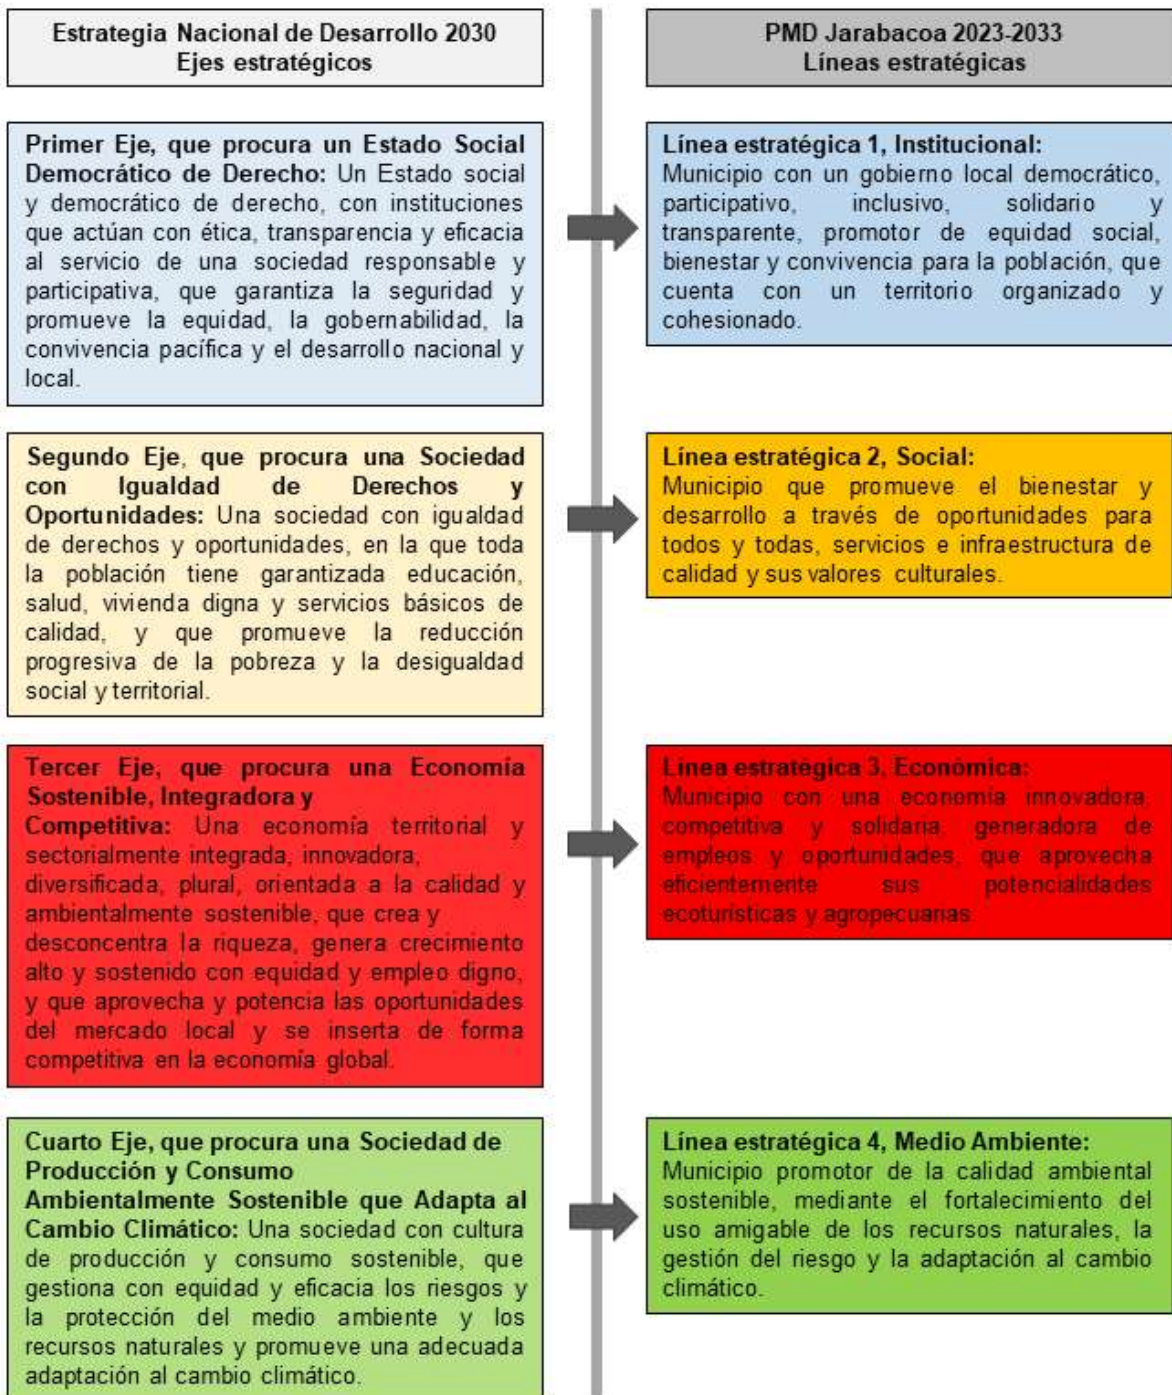 Estrategia Nacional de Desarrollo 2030
Ejes estratégicos
PMD Jarabacoa 2023-2033
Líneas estratégicas
Primer Eje, que procura un Estado Social
Democrático de Derecho: Un Estado social
y democrático de derecho, con instituciones
que actúan con ética, transparencia y eficacia
al servicio de una sociedad responsable y
participativa, que garantiza la seguridad y
promueve la equidad, la gobernabilidad, la
convivencia pacífica y el desarrollo nacional y
local.
Línea estratégica 1, Institucional:
Municipio con un gobierno local democrático,
participativo, inclusivo, solidario y
transparente, promotor de equidad social,
bienestar y convivencia para la población, que
cuenta con un territorio organizado y
cohesionado.
Segundo Eje, que procura una Sociedad
con Igualdad de Derechos y
Oportunidades: Una sociedad con igualdad
de derechos y oportunidades, en la que toda
la población tiene garantizada educación,
salud, vivienda digna y servicios básicos de
calidad, y que promueve la reducción
progresiva de la pobreza y la desigualdad
social y territorial.
Línea estratégica 2, Social:
Municipio que promueve el bienestar y
desarrollo a través de oportunidades para
todos y todas, servicios e infraestructura de
calidad y sus valores culturales.
Tercer Eje, que procura una Economía
Sostenible, Integradora y
Competitiva: Una economía territorial y
sectorialmente integrada, innovadora,
diversificada, plural, orientada a la calidad y
ambientalmente sostenible, que crea y
desconcentra la riqueza, genera crecimiento
alto y sostenido con equidad y empleo digno,
y que aprovecha y potencia las oportunidades
del mercado local y se inserta de forma
competitiva en la economía global.
Línea estratégica 3, Económica:
Municipio con una economía innovadora,
competitiva y solidaria, generadora de
empleos y oportunidades, que aprovecha
eficientemente sus potencialidades
ecoturísticas y agropecuarias.
Cuarto Eje, que procura una Sociedad de
Producción y Consumo
Ambientalmente Sostenible que Adapta al
Cambio Climático: Una sociedad con cultura
de producción y consumo sostenible, que
gestiona con equidad y eficacia los riesgos y
la protección del medio ambiente y los
recursos naturales y promueve una adecuada
adaptación al cambio climático.
Línea estratégica 4, Medio Ambiente:
Municipio promotor de la calidad ambiental
sostenible, mediante el fortalecimiento del
uso amigable de los recursos naturales, la
gestión del riesgo y la adaptación al cambio
climático.